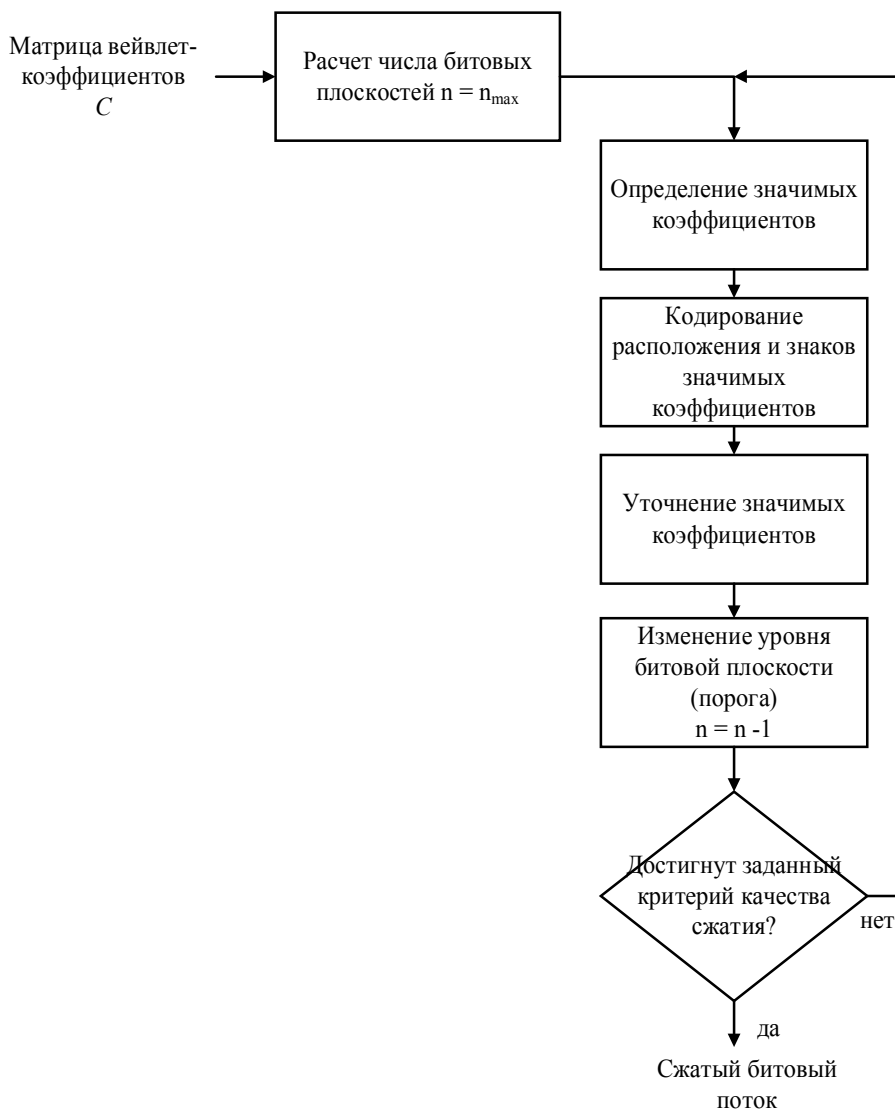 Матрица вейвлет-
коэффициентов
C
Расчет числа битовых
плоскостей n = nmax
Определение значимых
коэффициентов
Кодирование
расположения и знаков
значимых
коэффициентов
Уточнение значимых
коэффициентов
Изменение уровня
битовой плоскости
(порога)
n = n -1
Достигнут заданный
критерий качества
сжатия?
нет
да
Сжатый битовый
поток